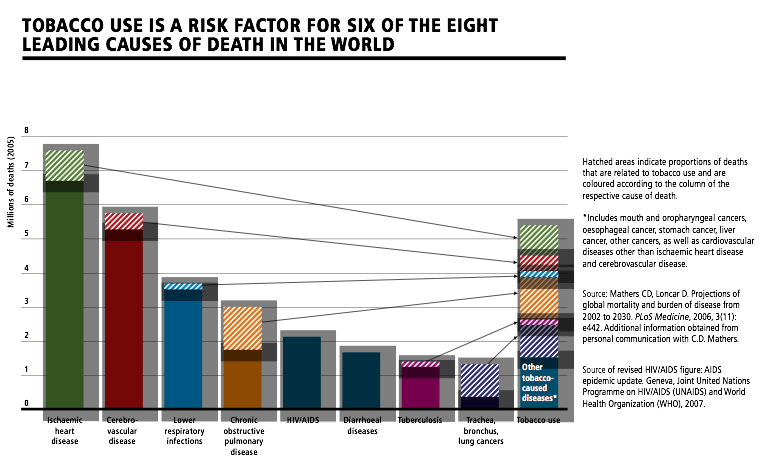 TOBACCO USE IS A RISK FACTOR FOR SIX OF THE EIGHT
LEADING CAUSES OF DEATH IN THE WORLD
Millions of deaths (2005)
8
7
6
5
4
3
2
1
0
Ischaemic
heart
disease
Cerebro-
vascular
disease
Lower
respiratory
infections
Chronic
obstructive
pulmonary
disease
HIV/AIDS
Diarrhoeal
diseases
Tuberculosis
Trachea,
bronchus,
lung cancers
Tobacco use
Other
tobacco-
caused
diseases*
Hatched areas indicate proportions of deaths
that are related to tobacco use and are
coloured according to the column of the
respective cause of death.
*Includes mouth and oropharyngeal cancers,
oesophageal cancer, stomach cancer, liver
cancer, other cancers, as well as cardiovascular
diseases other than ischaemic heart disease
and cerebrovascular disease.
Source: Mathers CD, Loncar D. Projections of
global mortality and burden of disease from
2002 to 2030. PLoS Medicine, 2006, 3(11):
e442. Additional information obtained from
personal communication with C.D. Mathers.
Source of revised HIV/AIDS figure: AIDS
epidemic update. Geneva, Joint United Nations
Programme on HIV/AIDS (UNAIDS) and World
Health Organization (WHO), 2007.